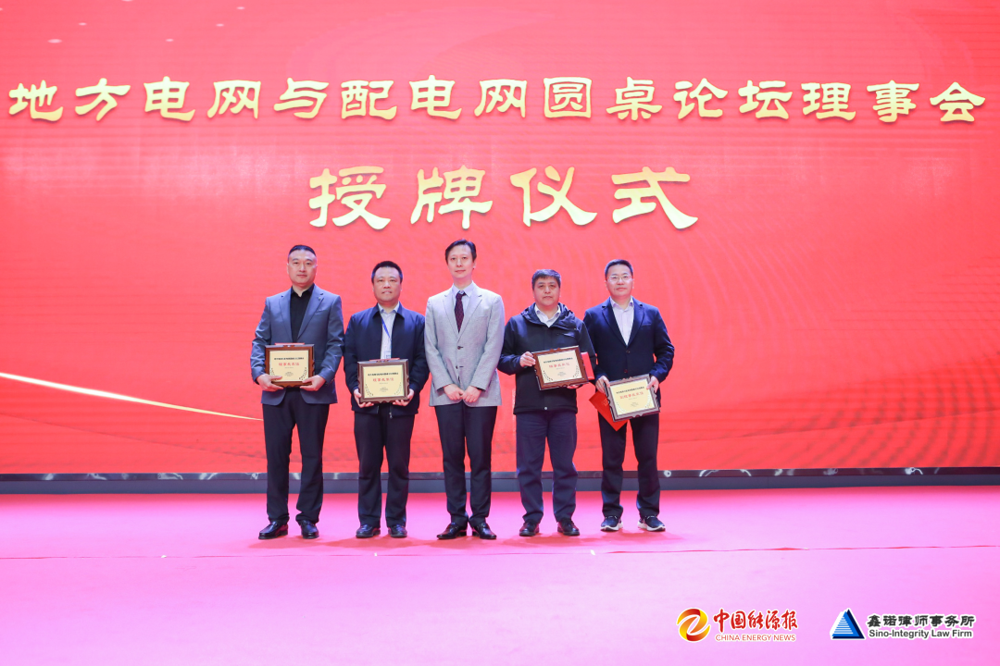 地方电网与配电网圆桌论坛理事会
授牌仪式
中国能源报
CHINA ENERGY NEWS
鑫诺律师事务所
Sino-Integrity Law Firm